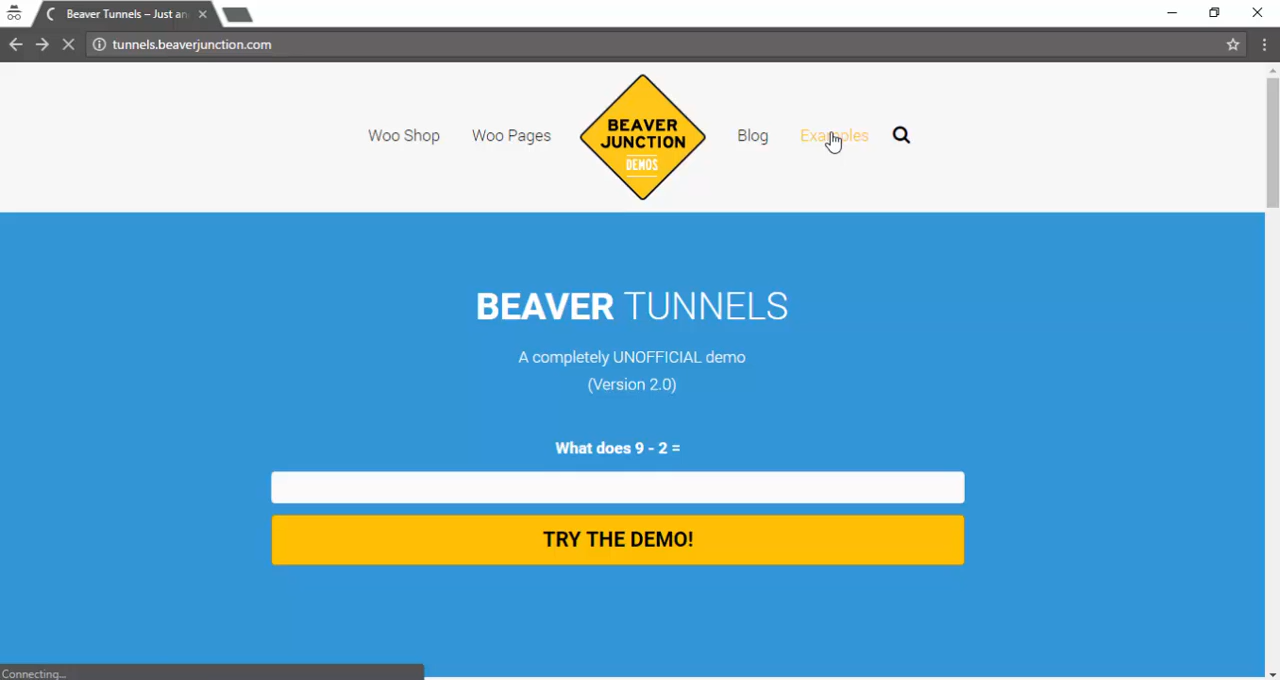 Beaver Tunnels – Just an
tunnels.beaverjunction.com
Woo Shop
Woo Pages
BEAVER
JUNCTION
DEMOS
Blog
Examples
BEAVER TUNNELS
A completely UNOFFICIAL demo
(Version 2.0)
What does 9 - 2 =
TRY THE DEMO!
Connecting...